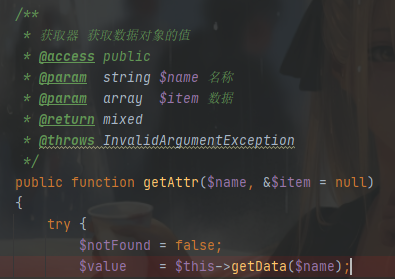 /**
 * 获取器 获取数据对象的值
 * @access public
 * @param  string $name 名称
 * @param  array  $item 数据
 * @return mixed
 * @throws InvalidArgumentException
 */
public function getAttr($name, &$item = null)
{
    try {
        $notFound = false;
        $value    = $this->getData($name);